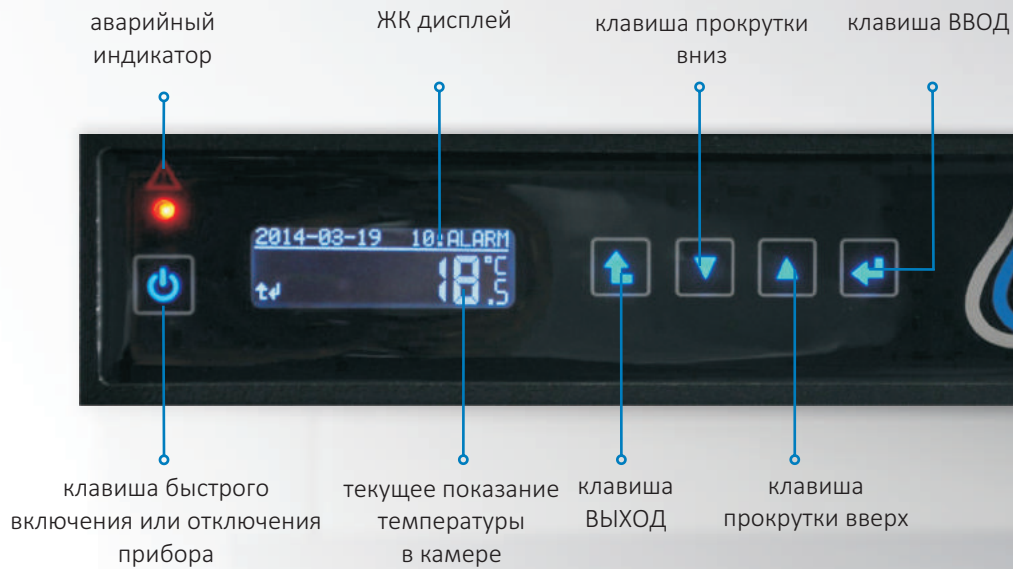 аварийный
индикатор
ЖК дисплей
клавиша прокрутки
вниз
клавиша ВВОД
2014-03-19 10:ALARM
18.5 °C
клавиша быстрого
включения или отключения
прибора
текущее показание
температуры
в камере
клавиша
ВЫХОД
клавиша
прокрутки вверх